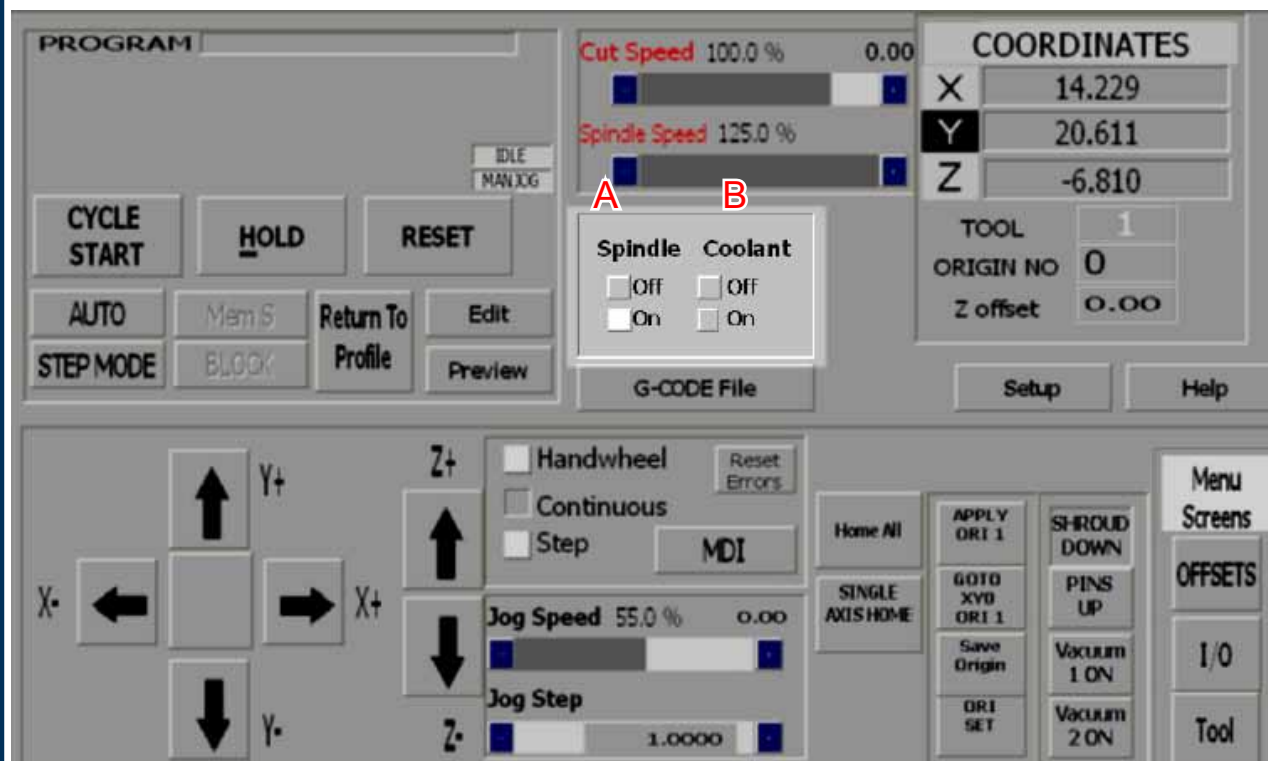 PROGRAM
IDLE
MANJOG
CYCLE
START
HOLD
RESET
AUTO
Mem S
Return To
Profile
Edit
STEP MODE
BLOCK
Preview
Cut Speed 100.0 % 0.00
Spindle Speed 125.0 %
A
B
Spindle
Coolant
Off
Off
On
On
G-CODE File
COORDINATES
X 14.229
Y 20.611
Z -6.810
TOOL 1
ORIGIN NO 0
Z offset 0.00
Setup
Help
Y+
X-
X+
Y-
Z+
Z-
Handwheel
Continuous
Step
Reset
Errors
MDI
Jog Speed 55.0 % 0.00
Jog Step
1.0000
Home All
SINGLE
AXIS HOME
APPLY
ORI 1
GOTO
XY0
ORI 1
Save
Origin
ORI
SET
SHROUD
DOWN
PINS
UP
Vacuum
1 ON
Vacuum
2 ON
Menu
Screens
OFFSETS
I/O
Tool